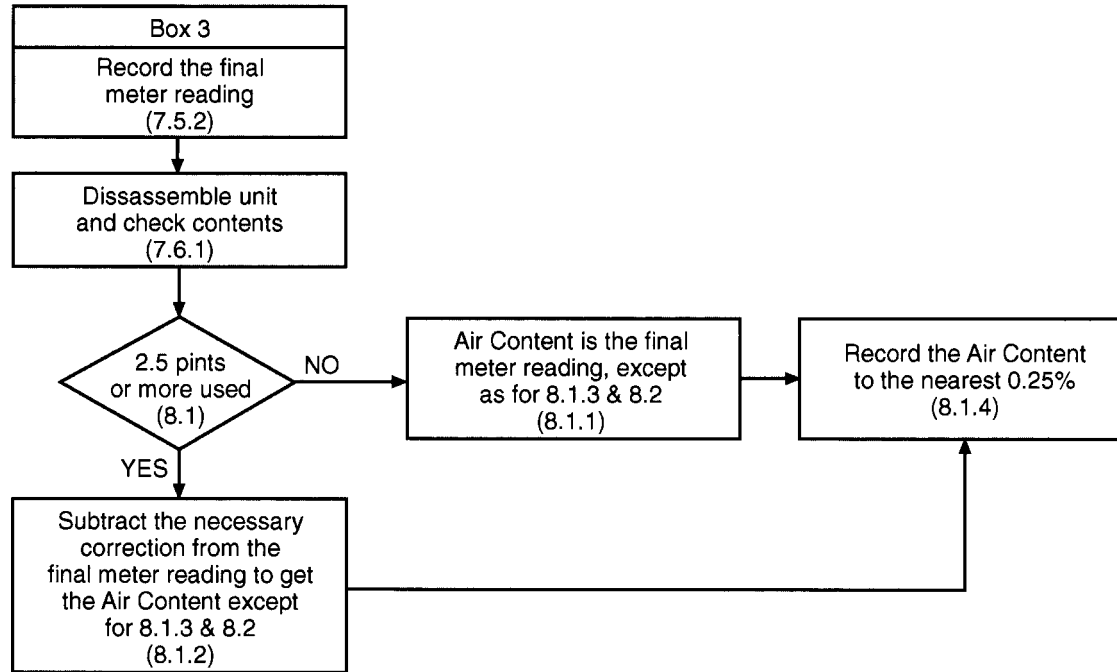 Box 3
Record the final
meter reading
(7.5.2)
Dissassemble unit
and check contents
(7.6.1)
2.5 pints
or more used
(8.1)
NO
Air Content is the final
meter reading, except
as for 8.1.3 & 8.2
(8.1.1)
Record the Air Content
to the nearest 0.25%
(8.1.4)
YES
Subtract the necessary
correction from the
final meter reading to get
the Air Content except
for 8.1.3 & 8.2
(8.1.2)